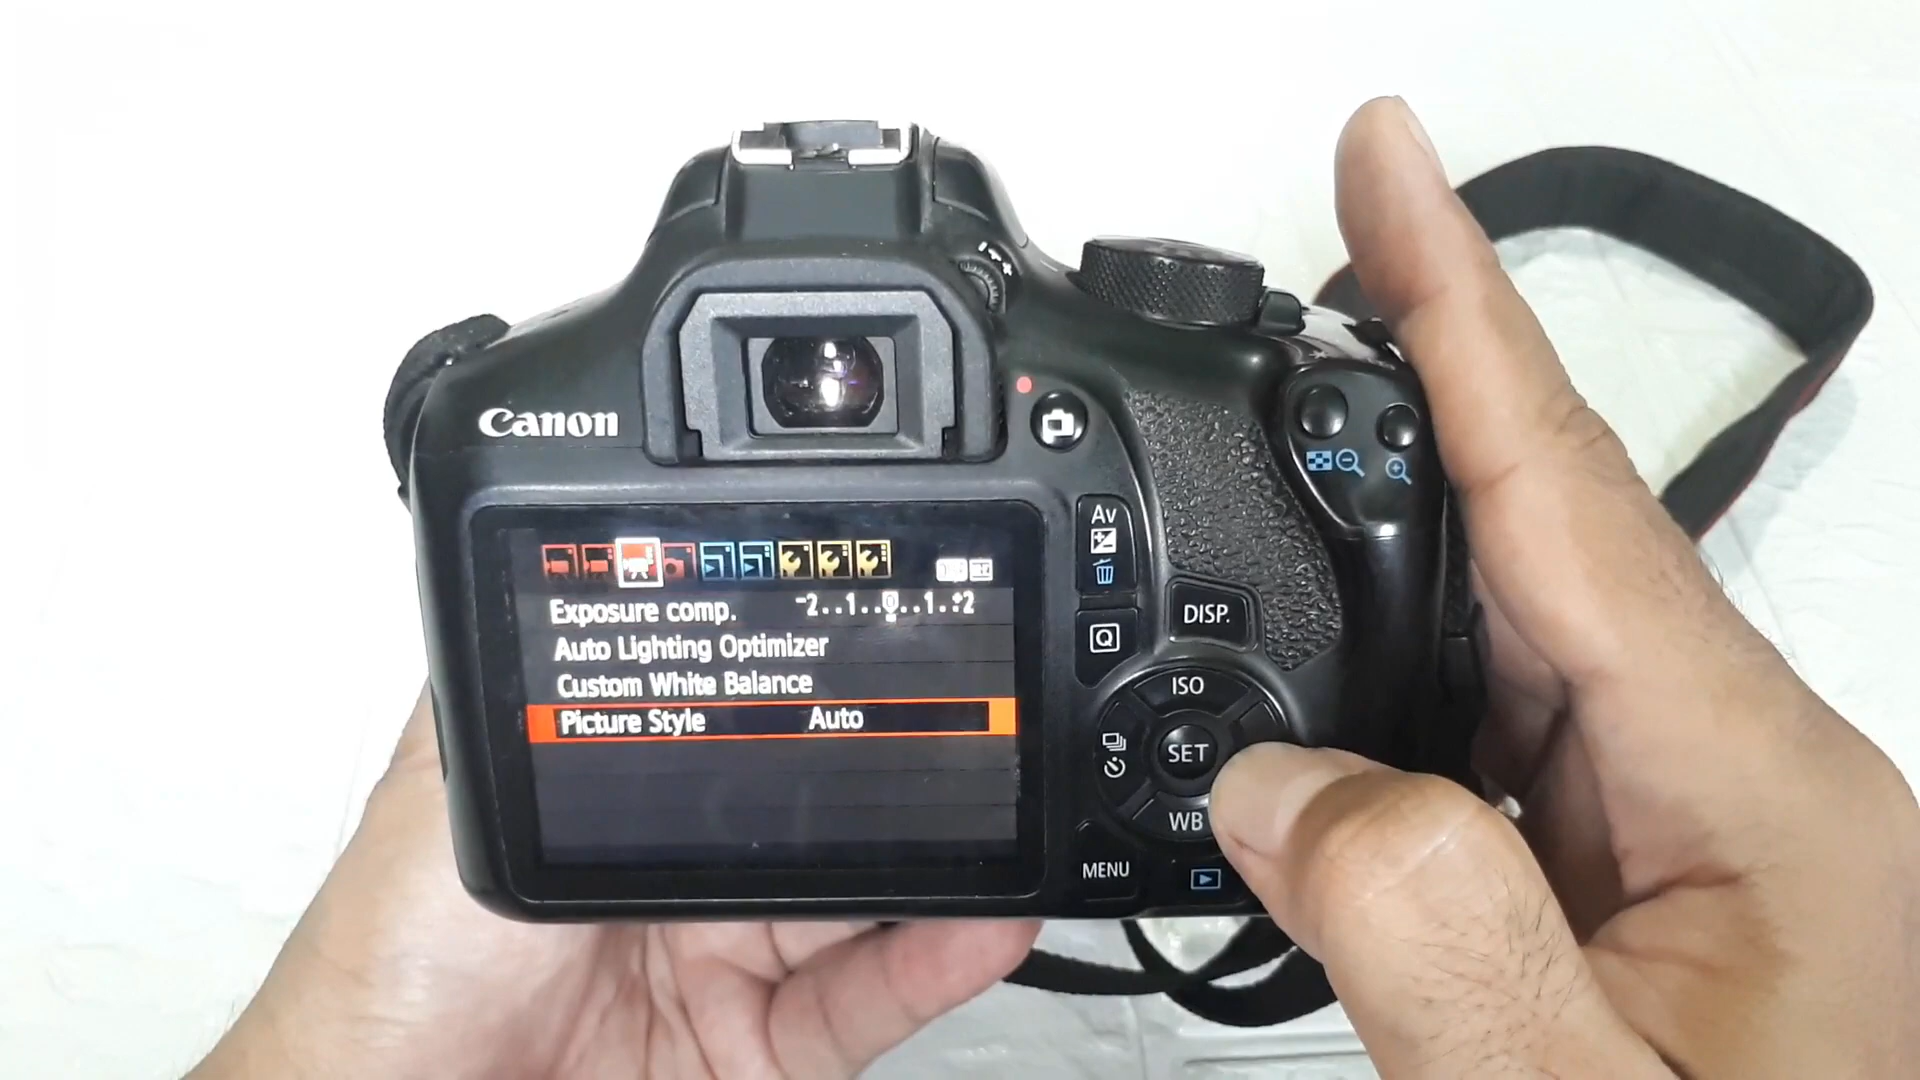 Canon
Exposure comp. -2..1..0..1..+2
Auto Lighting Optimizer
Custom White Balance
Picture Style Auto
Av
Q
DISP.
ISO
SET
WB
MENU